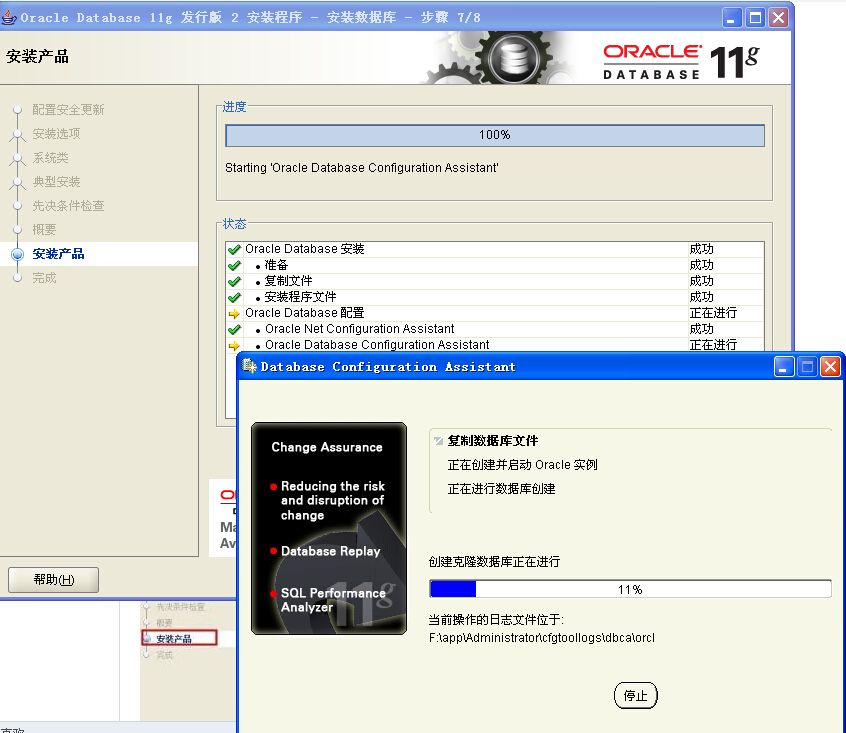 Oracle Database 11g 发行版 2 安装程序 - 安装数据库 - 步骤 7/8
安装产品
ORACLE
DATABASE 11g
配置安全更新
安装选项
系统类
典型安装
先决条件检查
概要
安装产品
完成
进度
100%
Starting 'Oracle Database Configuration Assistant'
状态
Oracle Database 安装 成功
• 准备 成功
• 复制文件 成功
• 安装程序文件 成功
Oracle Database 配置 正在进行
• Oracle Net Configuration Assistant 成功
• Oracle Database Configuration Assistant 正在进行
Ma
Av
帮助(H)
Database Configuration Assistant
Change Assurance
• Reducing the risk
and disruption of
change
• Database Replay
• SQL Performance
Analyzer
11g
复制数据库文件
正在创建并启动 Oracle 实例
正在进行数据库创建
创建克隆数据库正在进行
11%
当前操作的日志文件位于:
F:\app\Administrator\cfgtoollogs\dbca\orcl
停止
先决条件检查
概要
安装产品
完成